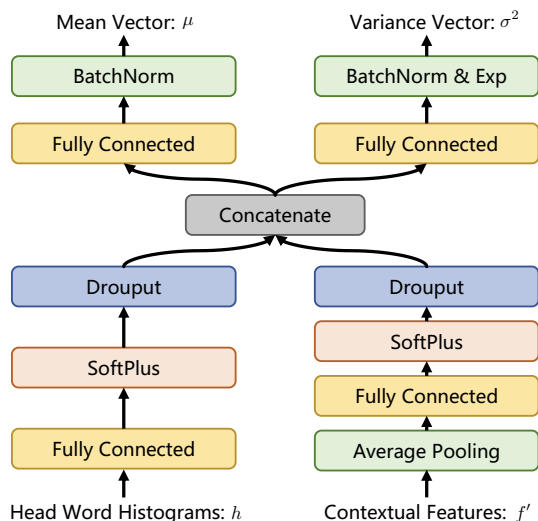 Mean Vector: μ
Variance Vector: σ²
BatchNorm
BatchNorm & Exp
Fully Connected
Fully Connected
Concatenate
Drouput
Drouput
SoftPlus
SoftPlus
Fully Connected
Fully Connected
Average Pooling
Head Word Histograms: h
Contextual Features: f′